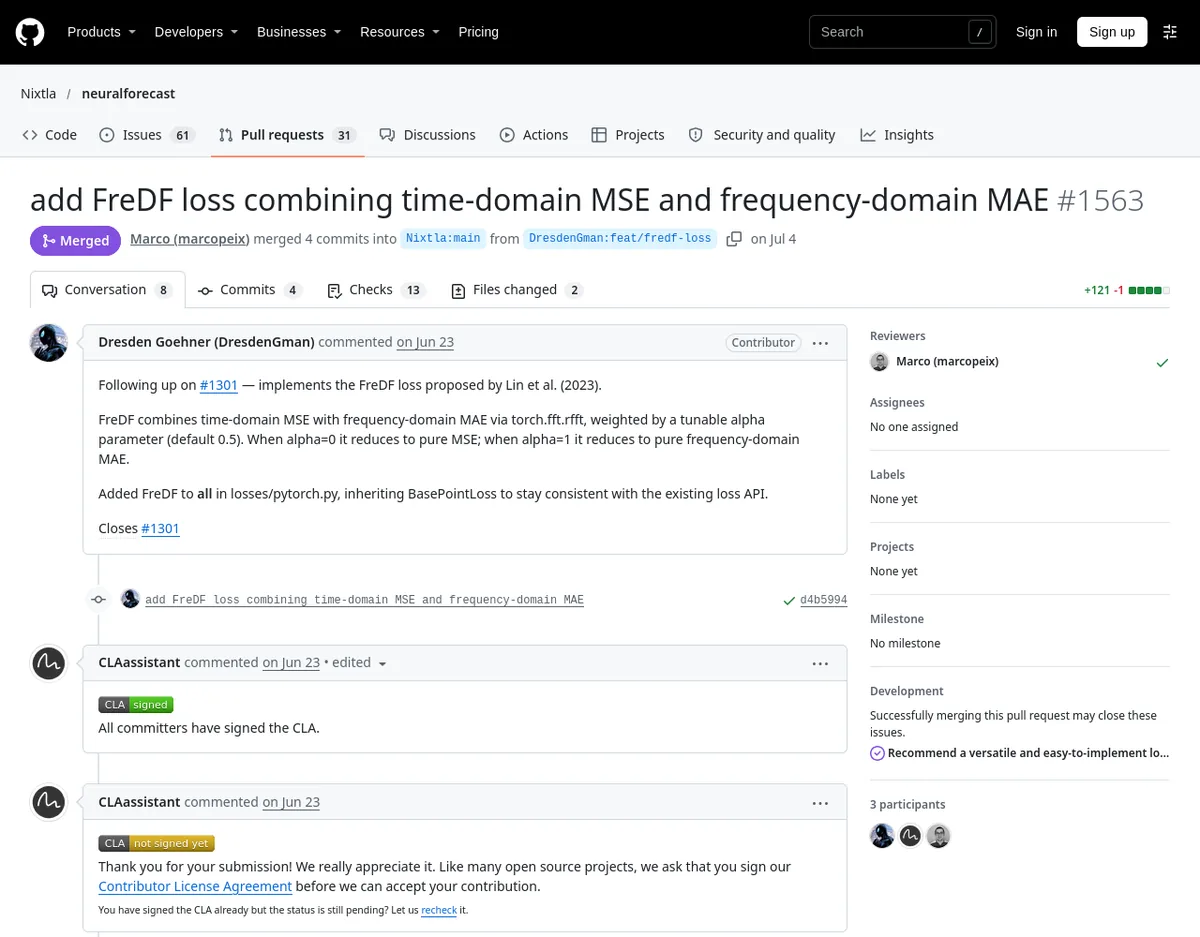 Products Developers Businesses Resources Pricing Search / Sign in Sign up
Nixtla / neuralforecast
Code Issues 61 Pull requests 31 Discussions Actions Projects Security and quality Insights
add FreDF loss combining time-domain MSE and frequency-domain MAE #1563
Merged Marco (marcopeix) merged 4 commits into Nixtla:main from DresdenGman:feat/fredf-loss on Jul 4
Conversation 8 Commits 4 Checks 13 Files changed 2 +121 -1
Dresden Goehner (DresdenGman) commented on Jun 23 Contributor
Following up on #1301 — implements the FreDF loss proposed by Lin et al. (2023).
FreDF combines time-domain MSE with frequency-domain MAE via torch.fft.rfft, weighted by a tunable alpha
parameter (default 0.5). When alpha=0 it reduces to pure MSE; when alpha=1 it reduces to pure frequency-domain
MAE.
Added FreDF to all in losses/pytorch.py, inheriting BasePointLoss to stay consistent with the existing loss API.
Closes #1301
add FreDF loss combining time-domain MSE and frequency-domain MAE d4b5994
CLAassistant commented on Jun 23 • edited
CLA signed
All committers have signed the CLA.
CLAassistant commented on Jun 23
CLA not signed yet
Thank you for your submission! We really appreciate it. Like many open source projects, we ask that you sign our
Contributor License Agreement before we can accept your contribution.
You have signed the CLA already but the status is still pending? Let us recheck it.
Reviewers
Marco (marcopeix)
Assignees
No one assigned
Labels
None yet
Projects
None yet
Milestone
No milestone
Development
Successfully merging this pull request may close these
issues.
Recommend a versatile and easy-to-implement lo...
3 participants